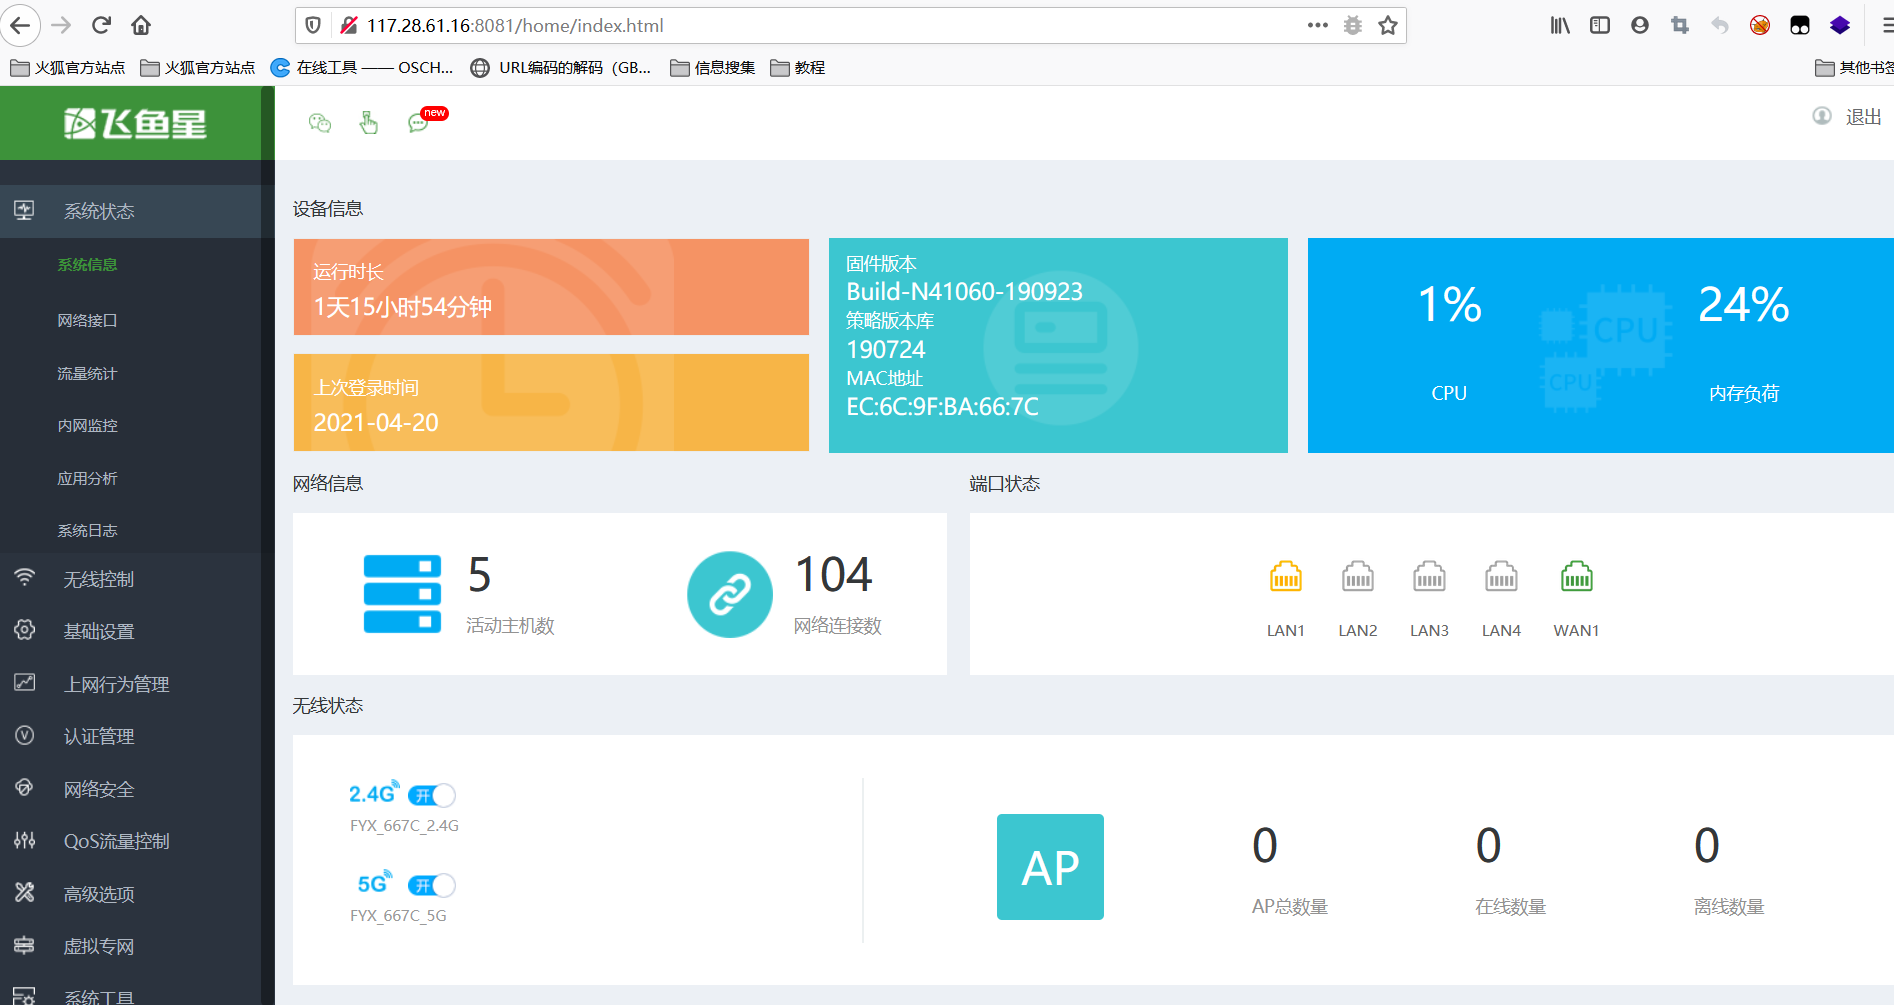 117.28.61.16:8081/home/index.html
火狐官方站点 火狐官方站点 在线工具 —— OSCH... URL编码的解码（GB... 信息搜集 教程 其他书签
飞鱼星
new
退出
系统状态
系统信息
网络接口
流量统计
内网监控
应用分析
系统日志
无线控制
基础设置
上网行为管理
认证管理
网络安全
QoS流量控制
高级选项
虚拟专网
系统工具
设备信息
运行时长
1天15小时54分钟
上次登录时间
2021-04-20
固件版本
Build-N41060-190923
策略版本库
190724
MAC地址
EC:6C:9F:BA:66:7C
1% 24%
CPU
CPU
CPU 内存负荷
网络信息
5 104
活动主机数 网络连接数
端口状态
LAN1 LAN2 LAN3 LAN4 WAN1
无线状态
2.4G 开
FYX_667C_2.4G
5G 开
FYX_667C_5G
AP
0 0 0
AP总数量 在线数量 离线数量